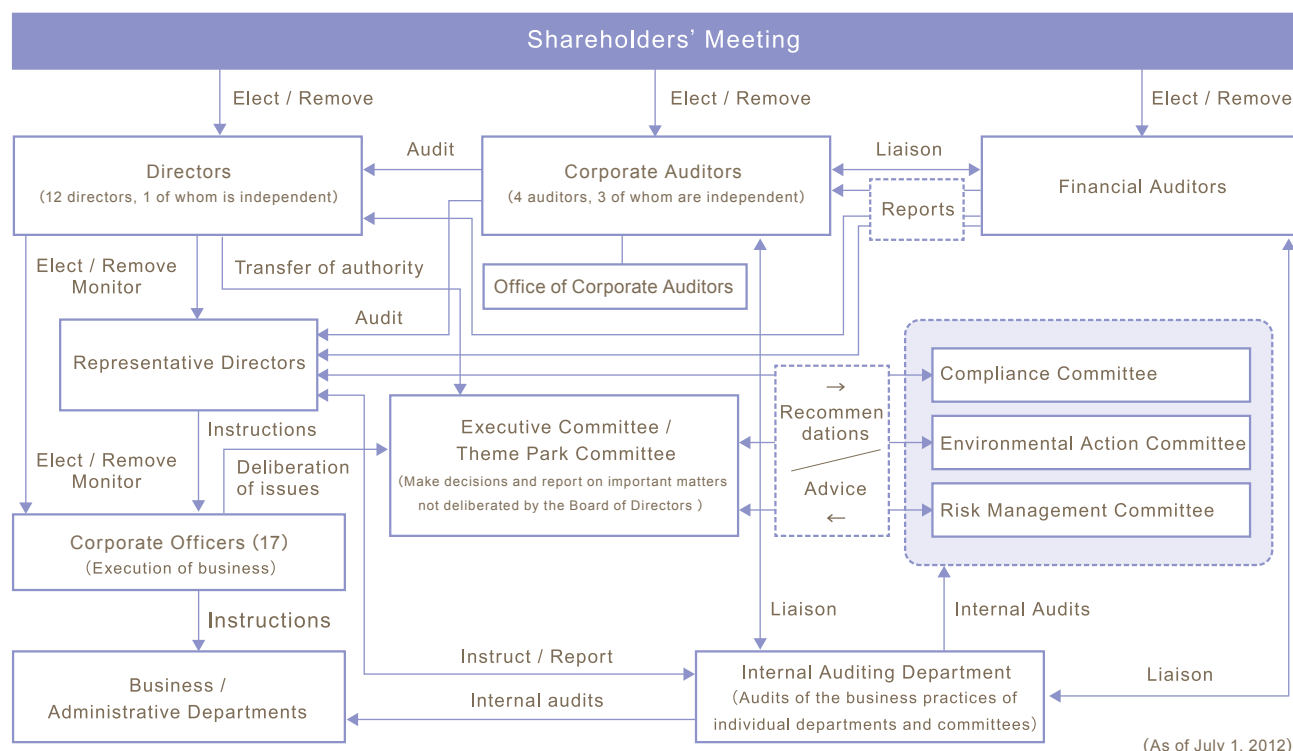 Shareholders’ Meeting
Elect / Remove
Elect / Remove
Elect / Remove
Directors
(12 directors, 1 of whom is independent)
Audit
Corporate Auditors
(4 auditors, 3 of whom are independent)
Liaison
Reports
Financial Auditors
Elect / Remove
Monitor
Transfer of authority
Office of Corporate Auditors
Audit
Representative Directors
Compliance Committee
Environmental Action Committee
Risk Management Committee
→
Recommen
dations
Advice
←
Executive Committee /
Theme Park Committee
(Make decisions and report on important matters
not deliberated by the Board of Directors )
Instructions
Elect / Remove
Monitor
Deliberation
of issues
Corporate Officers (17)
(Execution of business)
Instructions
Liaison
Internal Audits
Business /
Administrative Departments
Instruct / Report
Internal audits
Internal Auditing Department
(Audits of the business practices of
individual departments and committees)
Liaison
(As of July 1, 2012)